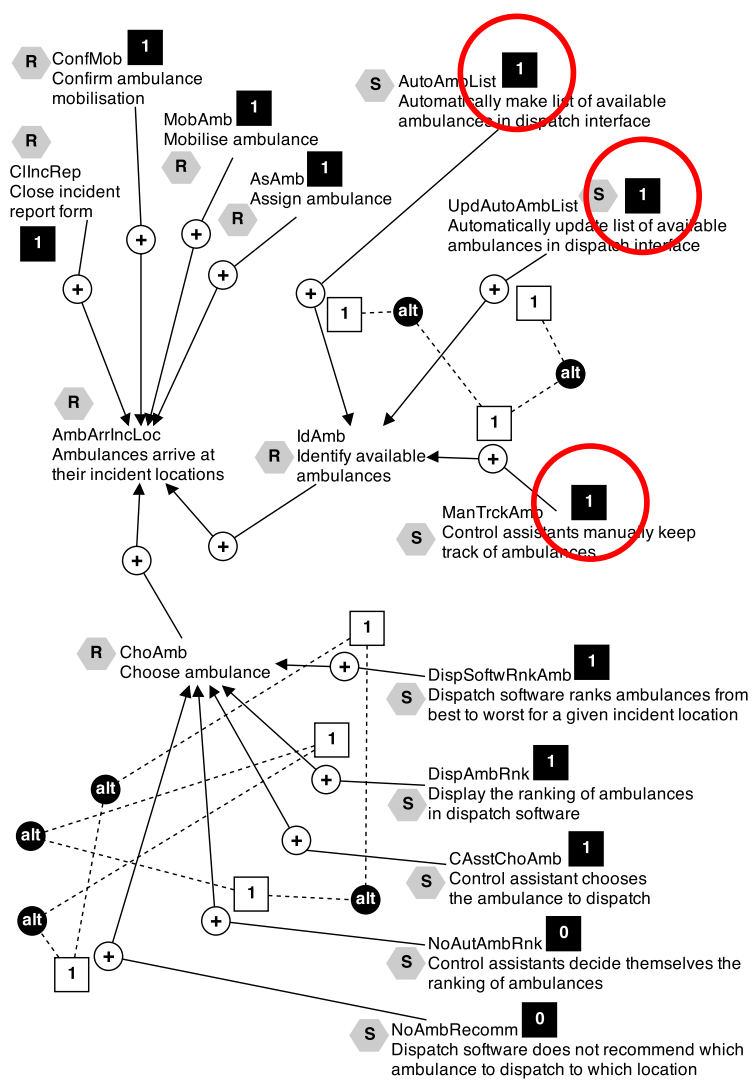 R
ConfMob
1
Confirm ambulance
mobilisation
S
AutoAmbList
1
Automatically make list of available
ambulances in dispatch interface
R
ClIncRep
Close incident
report form
1
MobAmb
1
Mobilise ambulance
R
AsAmb
1
R
Assign ambulance
UpdAutoAmbList
S
1
Automatically update list of available
ambulances in dispatch interface
+
+
+
+
+
+
1
alt
1
alt
1
R
AmbArrIncLoc
Ambulances arrive at
their incident locations
R
IdAmb
Identify available
ambulances
+
ManTrckAmb
1
S
Control assistants manually keep
track of ambulances
+
+
R
ChoAmb
Choose ambulance
1
+
DispSoftwRnkAmb
1
S
Dispatch software ranks ambulances from
best to worst for a given incident location
1
+
DispAmbRnk
1
S
Display the ranking of ambulances
in dispatch software
alt
alt
+
CAsstChoAmb
1
S
Control assistant chooses
the ambulance to dispatch
1
alt
alt
+
NoAutAmbRnk
0
S
Control assistants decide themselves the
ranking of ambulances
1
+
S
NoAmbRecomm
0
Dispatch software does not recommend which
ambulance to dispatch to which location